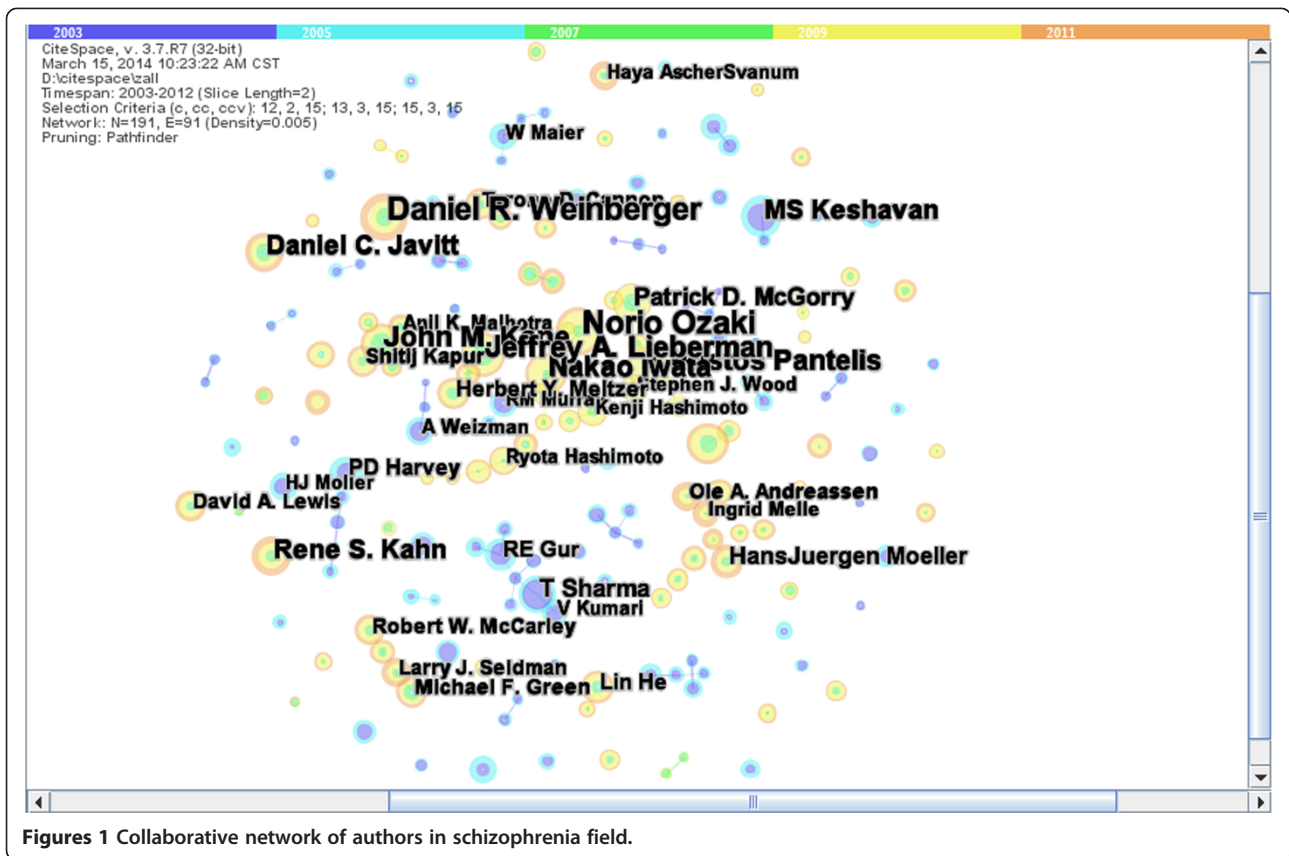 2003 2005 2007 2009 2011
CiteSpace, v. 3.7.R7 (32-bit)
March 15, 2014 10:23:22 AM CST
D:\citespace\zall
Timespan: 2003-2012 (Slice Length=2)
Selection Criteria (c, cc, ccv): 12, 2, 15; 13, 3, 15; 15, 3, 15
Network: N=191, E=91 (Density=0.005)
Pruning: Pathfinder
Haya AscherSvanum
W Maier
Daniel R. Weinberger
MS Keshavan
Daniel C. Javitt
Patrick D. McGorry
Norio Ozaki
Anil K. Malhotra
John M. Kane
Jeffrey A. Lieberman
Shitij Kapur
Pantelis
Nakao Iwata
Stephen J. Wood
Herbert Y. Meltzer
RM
Kenji Hashimoto
A Weizman
Ryota Hashimoto
PD Harvey
HJ Moller
David A. Lewis
Ole A. Andreassen
Ingrid Melle
Rene S. Kahn
RE Gur
HansJuergen Moeller
T Sharma
V Kumari
Robert W. McCarley
Larry J. Seidman
Michael F. Green
Lin He
Figures 1 Collaborative network of authors in schizophrenia field.